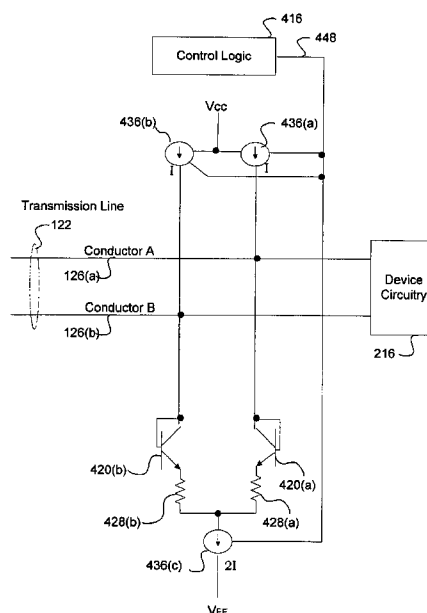 416
448
Control Logic
Vcc
436(b)
436(a)
I
I
Transmission Line
122
Conductor A
126(a)
Device
Circuitry
Conductor B
126(b)
216
420(b)
420(a)
428(b)
428(a)
436(c)
2I
VEE